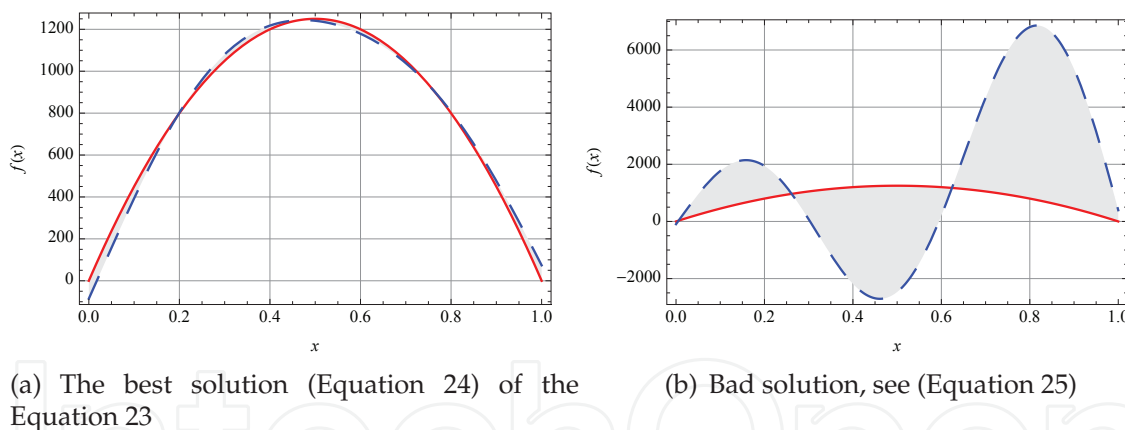 1200
1000
800
600
400
200
0
f(x)
0.0 0.2 0.4 0.6 0.8 1.0
x
6000
4000
2000
0
−2000
f(x)
0.0 0.2 0.4 0.6 0.8 1.0
x
(a) The best solution (Equation 24) of the
Equation 23
(b) Bad solution, see (Equation 25)